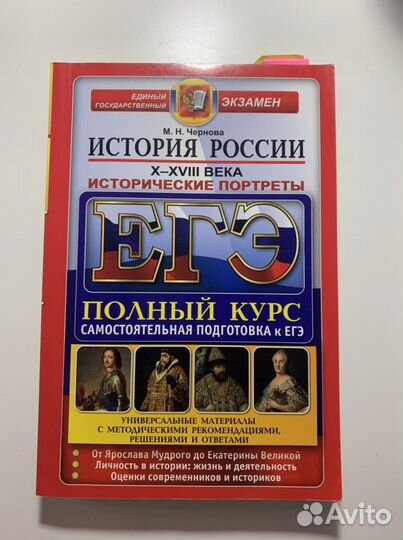 ЕДИНЫЙ
ГОСУДАРСТВЕННЫЙ
ЭКЗАМЕН
М. Н. Чернова
ИСТОРИЯ РОССИИ
X–XVIII ВЕКА
ИСТОРИЧЕСКИЕ ПОРТРЕТЫ
ЕГЭ
ПОЛНЫЙ КУРС
САМОСТОЯТЕЛЬНАЯ ПОДГОТОВКА К ЕГЭ
УНИВЕРСАЛЬНЫЕ МАТЕРИАЛЫ
С МЕТОДИЧЕСКИМИ РЕКОМЕНДАЦИЯМИ,
РЕШЕНИЯМИ И ОТВЕТАМИ
• От Ярослава Мудрого до Екатерины Великой
• Личность в истории: жизнь и деятельность
• Оценки современников и историков
Avito